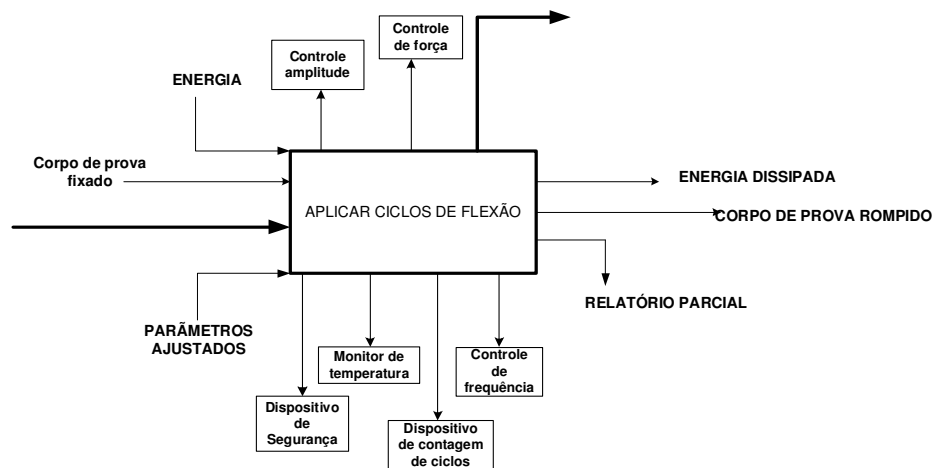 Controle
de força
Controle
amplitude
ENERGIA
Corpo de prova
fixado
APLICAR CICLOS DE FLEXÃO
ENERGIA DISSIPADA
CORPO DE PROVA ROMPIDO
RELATÓRIO PARCIAL
PARÃMETROS
AJUSTADOS
Monitor de
temperatura
Controle
de
frequência
Dispositivo
de
Segurança
Dispositivo
de contagem
de ciclos